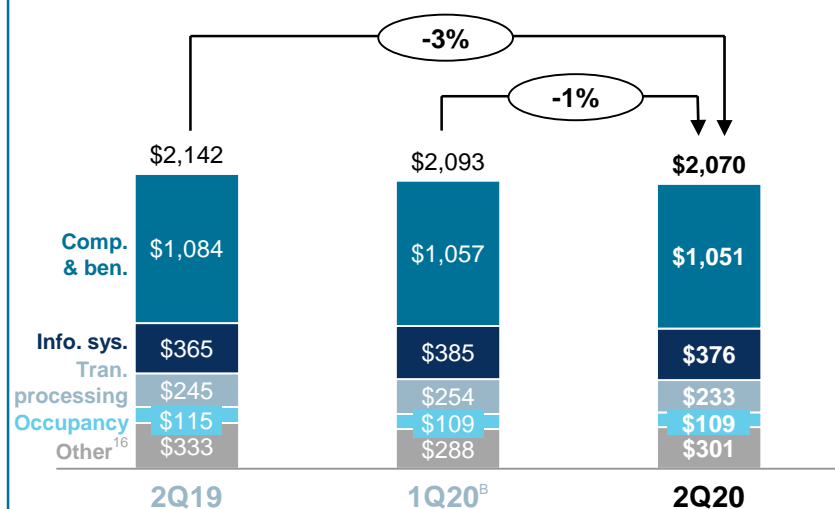 -3%
-1%
$2,142 $2,093 $2,070
Comp.
& ben. $1,084 $1,057 $1,051
Info. sys. $365 $385 $376
Tran.
processing $245 $254 $233
Occupancy $115 $109 $109
Other16 $333 $288 $301
2Q19 1Q20B 2Q20